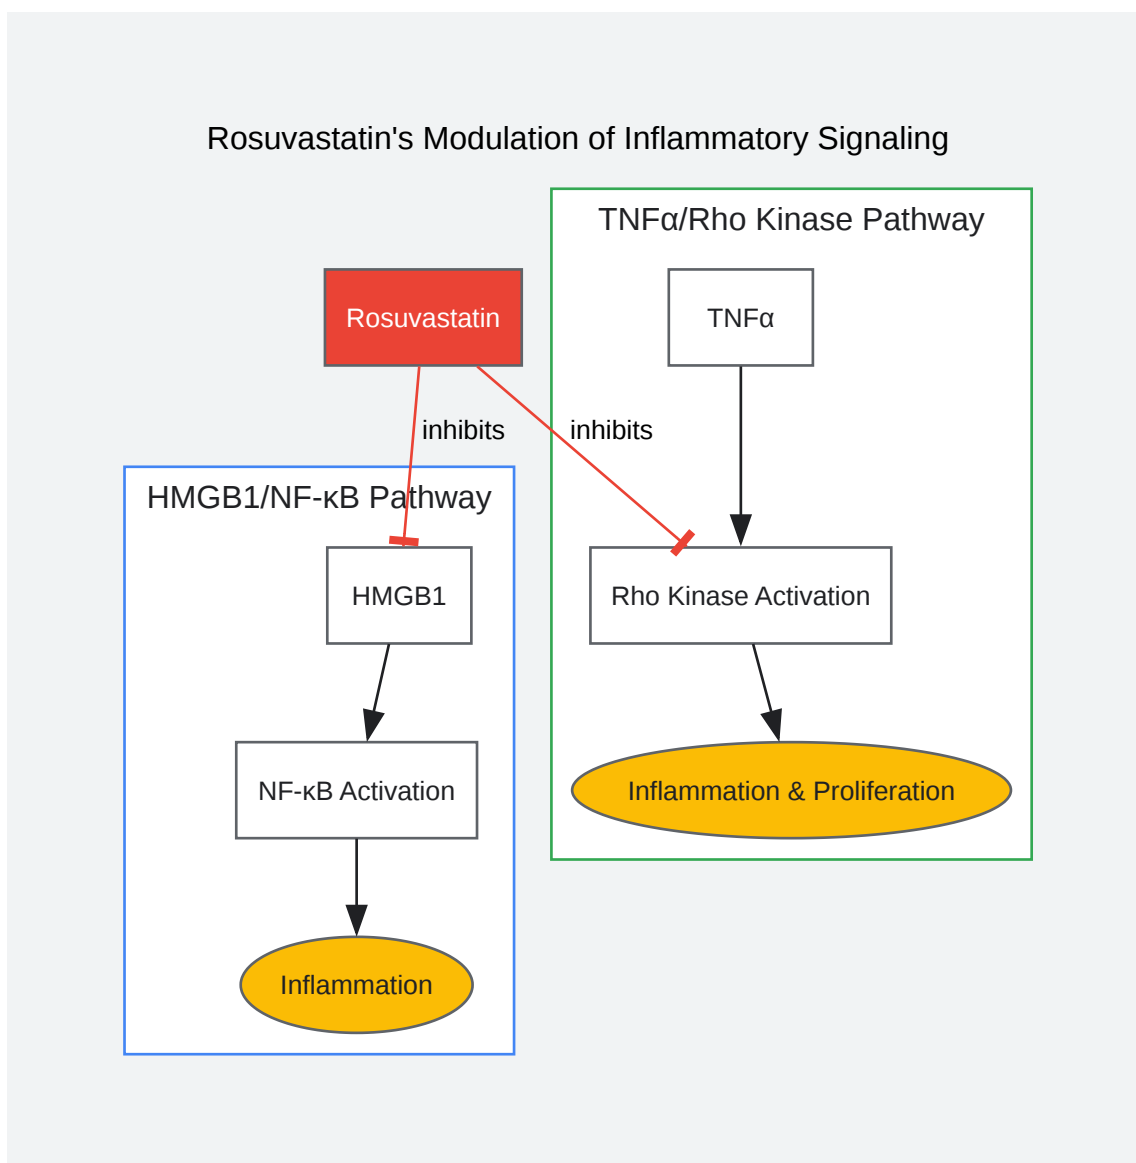 Rosuvastatin's Modulation of Inflammatory Signaling
TNFα/Rho Kinase Pathway
Rosuvastatin
TNFα
inhibits
inhibits
HMGB1/NF-κB Pathway
HMGB1
Rho Kinase Activation
NF-κB Activation
Inflammation & Proliferation
Inflammation